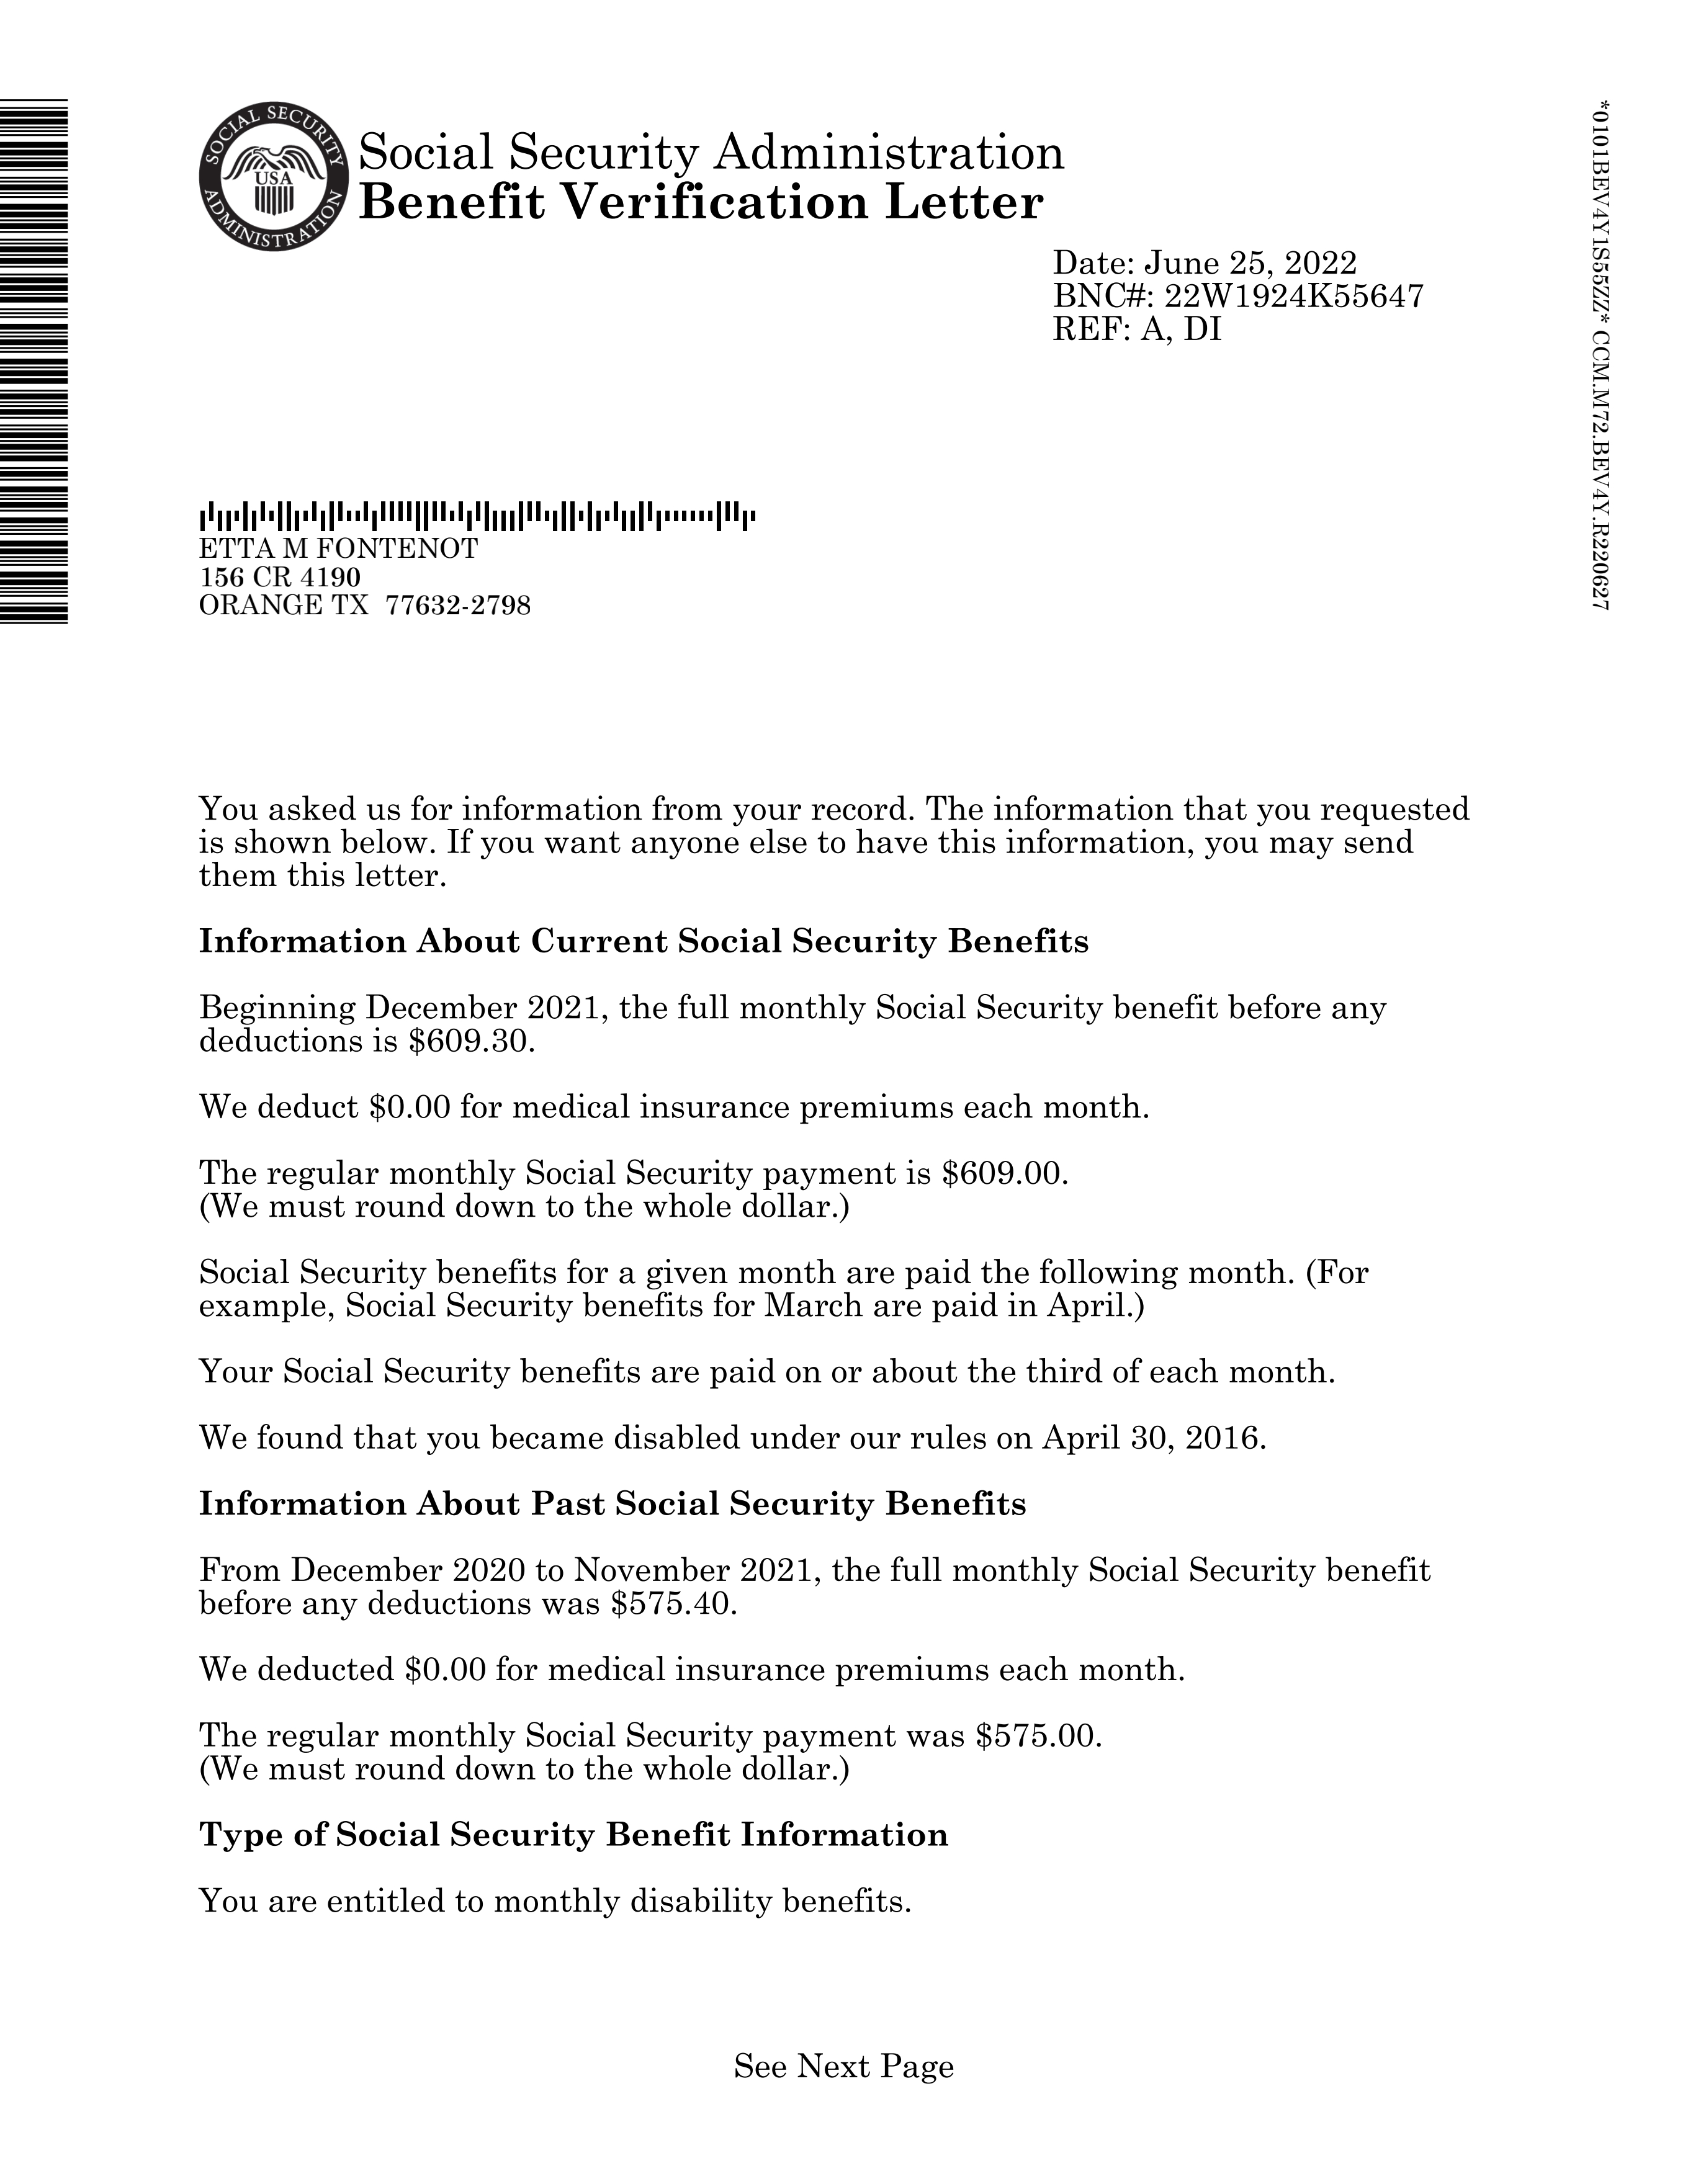 SOCIAL SECURITY ADMINISTRATION
USA
Social Security Administration
Benefit Verification Letter
Date: June 25, 2022
BNC#: 22W1924K55647
REF: A, DI
*0101BEV4Y1S55ZZ* CCM.M72.BEV4Y.R220627
ETTA M FONTENOT
156 CR 4190
ORANGE TX  77632-2798
You asked us for information from your record. The information that you requested
is shown below. If you want anyone else to have this information, you may send
them this letter.
Information About Current Social Security Benefits
Beginning December 2021, the full monthly Social Security benefit before any
deductions is $609.30.
We deduct $0.00 for medical insurance premiums each month.
The regular monthly Social Security payment is $609.00.
(We must round down to the whole dollar.)
Social Security benefits for a given month are paid the following month. (For
example, Social Security benefits for March are paid in April.)
Your Social Security benefits are paid on or about the third of each month.
We found that you became disabled under our rules on April 30, 2016.
Information About Past Social Security Benefits
From December 2020 to November 2021, the full monthly Social Security benefit
before any deductions was $575.40.
We deducted $0.00 for medical insurance premiums each month.
The regular monthly Social Security payment was $575.00.
(We must round down to the whole dollar.)
Type of Social Security Benefit Information
You are entitled to monthly disability benefits.
See Next Page